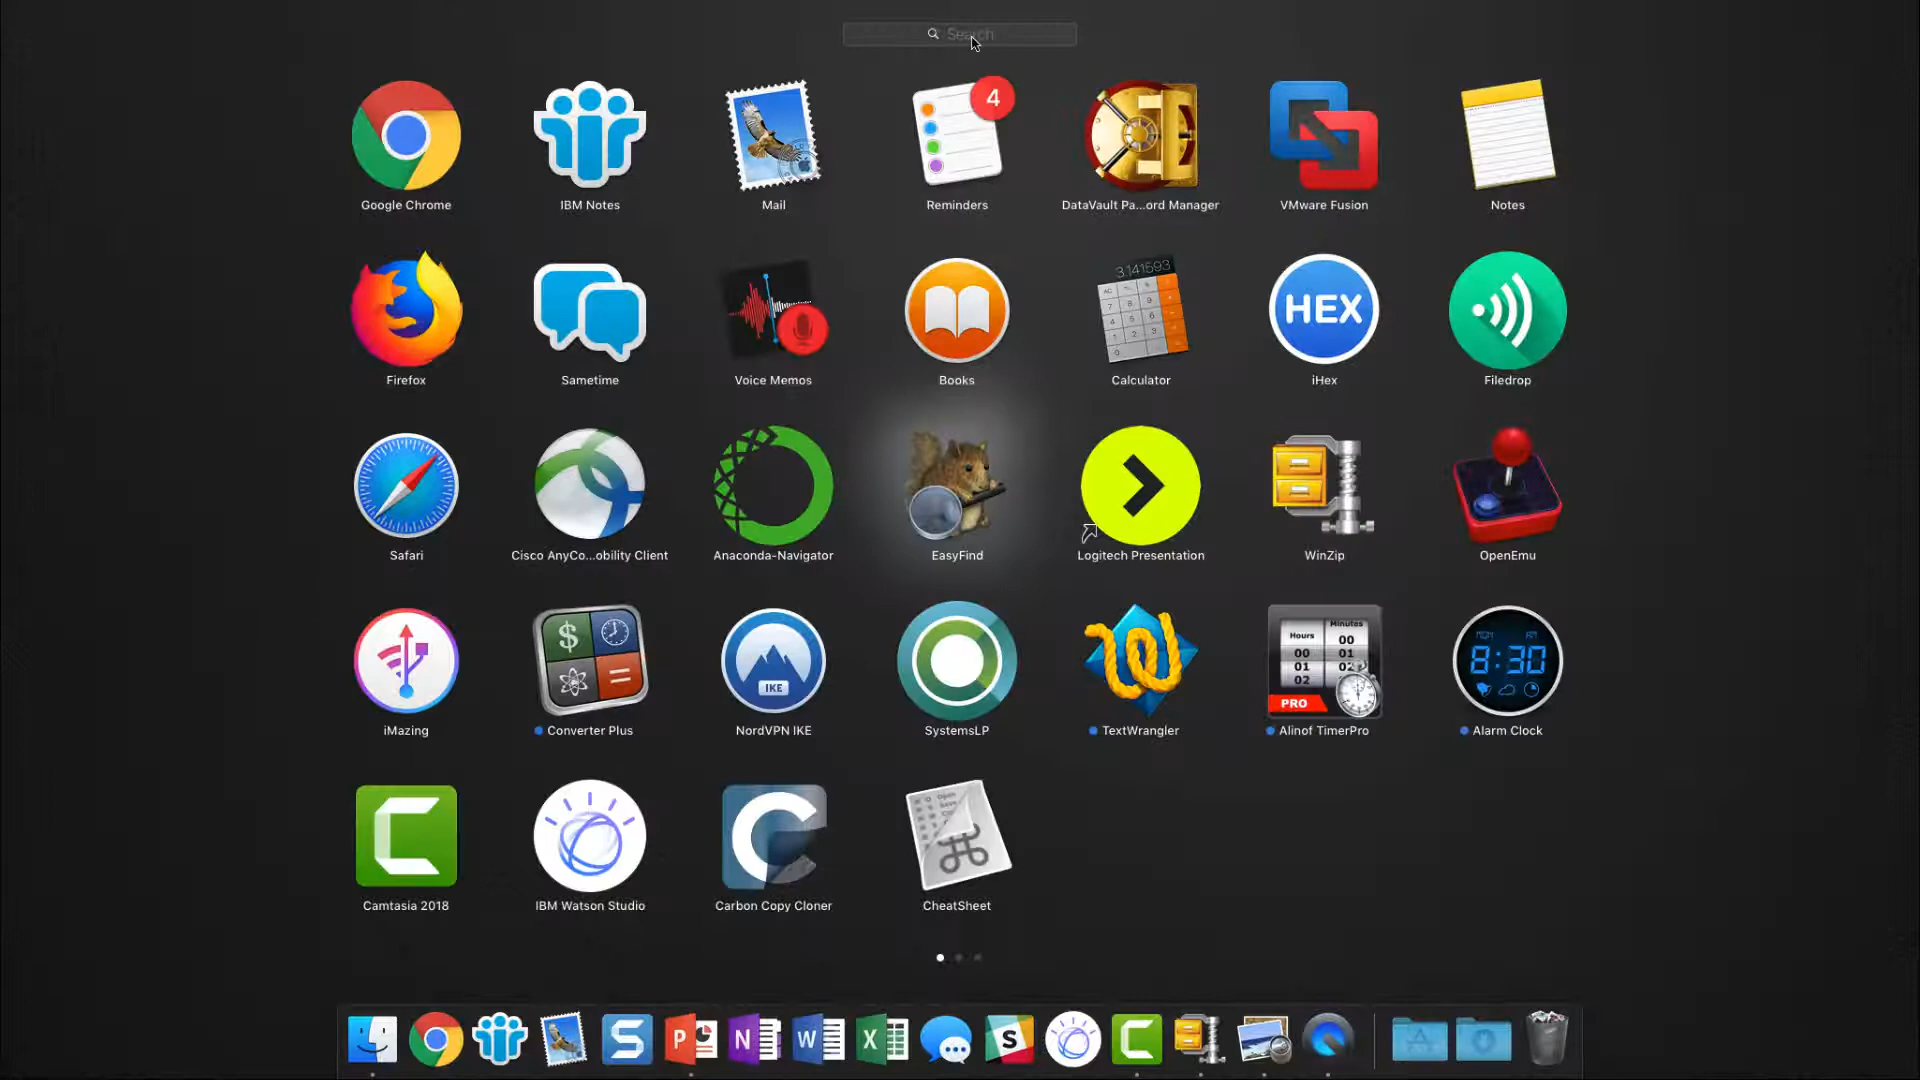 Search
4
Google Chrome
IBM Notes
Mail
Reminders
DataVault Pa...ord Manager
VMware Fusion
Notes
3.141593
HEX
Firefox
Sametime
Voice Memos
Books
Calculator
iHex
Filedrop
Safari
Cisco AnyCo...obility Client
Anaconda-Navigator
EasyFind
Logitech Presentation
WinZip
OpenEmu
$
IKE
Hours Minutes
00 00
01 01
02
PRO
8:30
iMazing
Converter Plus
NordVPN IKE
SystemsLP
TextWrangler
Alinof TimerPro
Alarm Clock
Camtasia 2018
IBM Watson Studio
Carbon Copy Cloner
CheatSheet
S P N W X S C